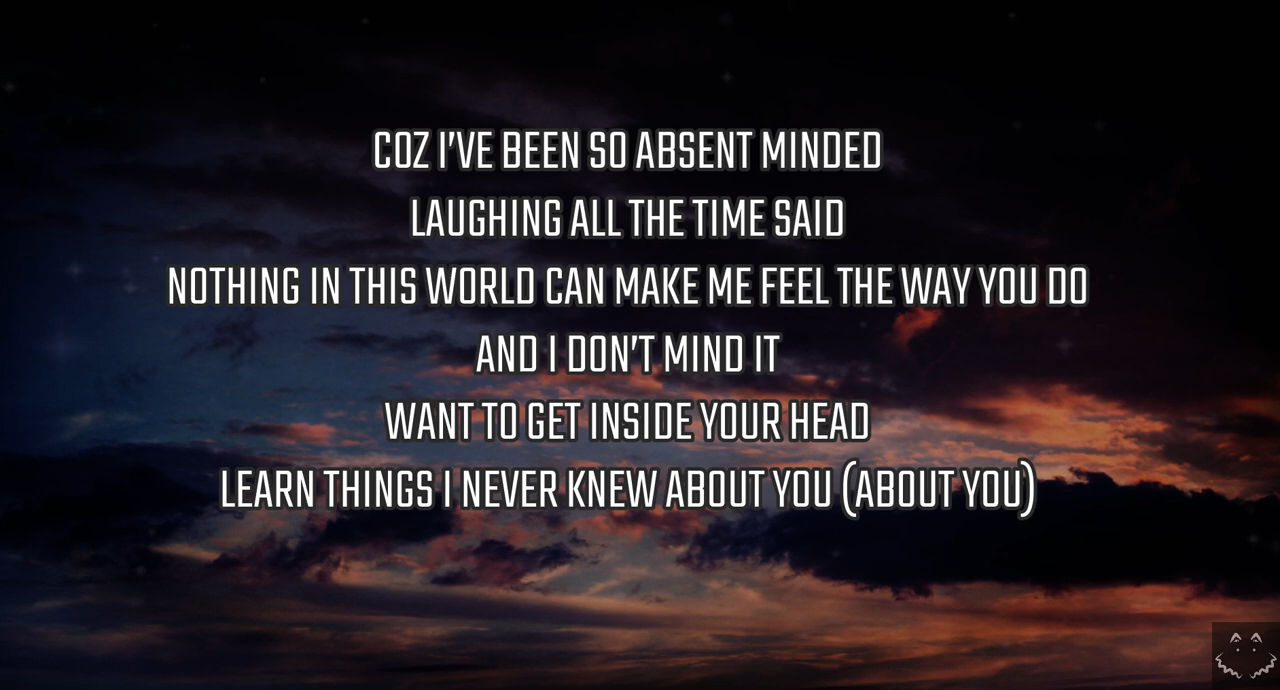 COZ I'VE BEEN SO ABSENT MINDED
LAUGHING ALL THE TIME SAID
NOTHING IN THIS WORLD CAN MAKE ME FEEL THE WAY YOU DO
AND I DON'T MIND IT
WANT TO GET INSIDE YOUR HEAD
LEARN THINGS I NEVER KNEW ABOUT YOU (ABOUT YOU)